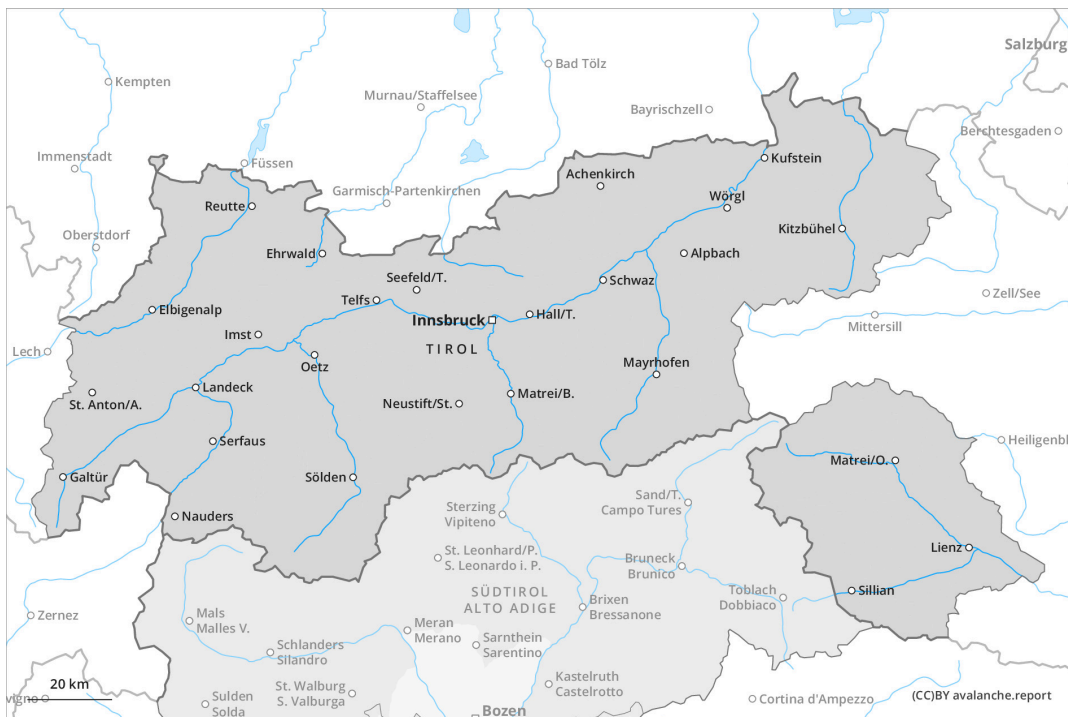 Salzburg
Bad Tölz
Kempten
Murnau/Staffelsee
Bayrischzell
Berchtesgaden
Immenstadt
Füssen
Kufstein
Achenkirch
Garmisch-Partenkirchen
Wörgl
Reutte
Kitzbühel
Oberstdorf
Ehrwald
Alpbach
Seefeld/T.
Schwaz
Zell/See
Telfs
Elbigenalp
Innsbruck
Hall/T.
Mittersill
Imst
TIROL
Lech
Oetz
Mayrhofen
Landeck
St. Anton/A.
Neustift/St.
Matrei/B.
Serfaus
Heiligenbl
Matrei/O.
Galtür
Sölden
Sand/T.
Campo Tures
Sterzing
Vipiteno
Nauders
Lienz
St. Leonhard/P.
S. Leonardo i. P.
Bruneck
Brunico
SÜDTIROL
ALTO ADIGE
Sillian
Toblach
Dobbiaco
Brixen
Bressanone
Zernez
Mals
Malles V.
Meran
Merano
Sarnthein
Sarentino
Schlanders
Silandro
Kastelruth
Castelrotto
20 km
St. Walburg
S. Valburga
vigno
Sulden
Solda
Cortina d'Ampezzo
(CC)BY avalanche.report
Bozen